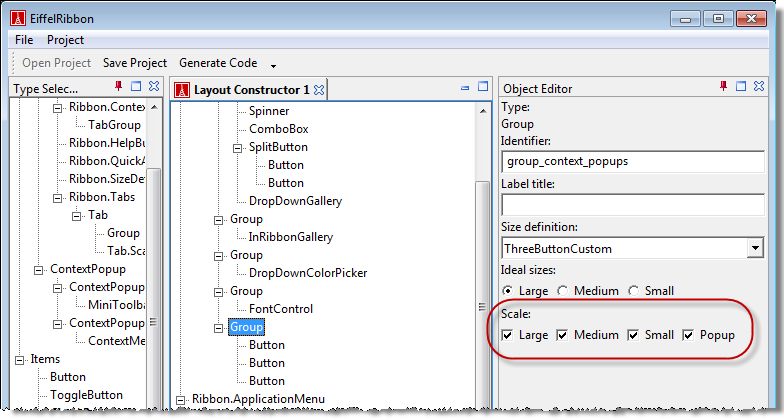 EiffelRibbon
File Project
Open Project Save Project Generate Code
Type Selec...
Ribbon.Conte
TabGroup
Ribbon.HelpBu
Ribbon.QuickA
Ribbon.SizeDe
Ribbon.Tabs
Tab
Group
Tab.Sca
ContextPopup
ContextPopup
MiniToolba
ContextPopup
ContextMe
Items
Button
ToggleButton
Layout Constructor 1
Spinner
ComboBox
SplitButton
Button
Button
DropDownGallery
Group
InRibbonGallery
Group
DropDownColorPicker
Group
FontControl
Group
Button
Button
Button
Ribbon.ApplicationMenu
Object Editor
Type:
Group
Identifier:
group_context_popups
Label title:
Size definition:
ThreeButtonCustom
Ideal sizes:
Large Medium Small
Scale:
Large Medium Small Popup